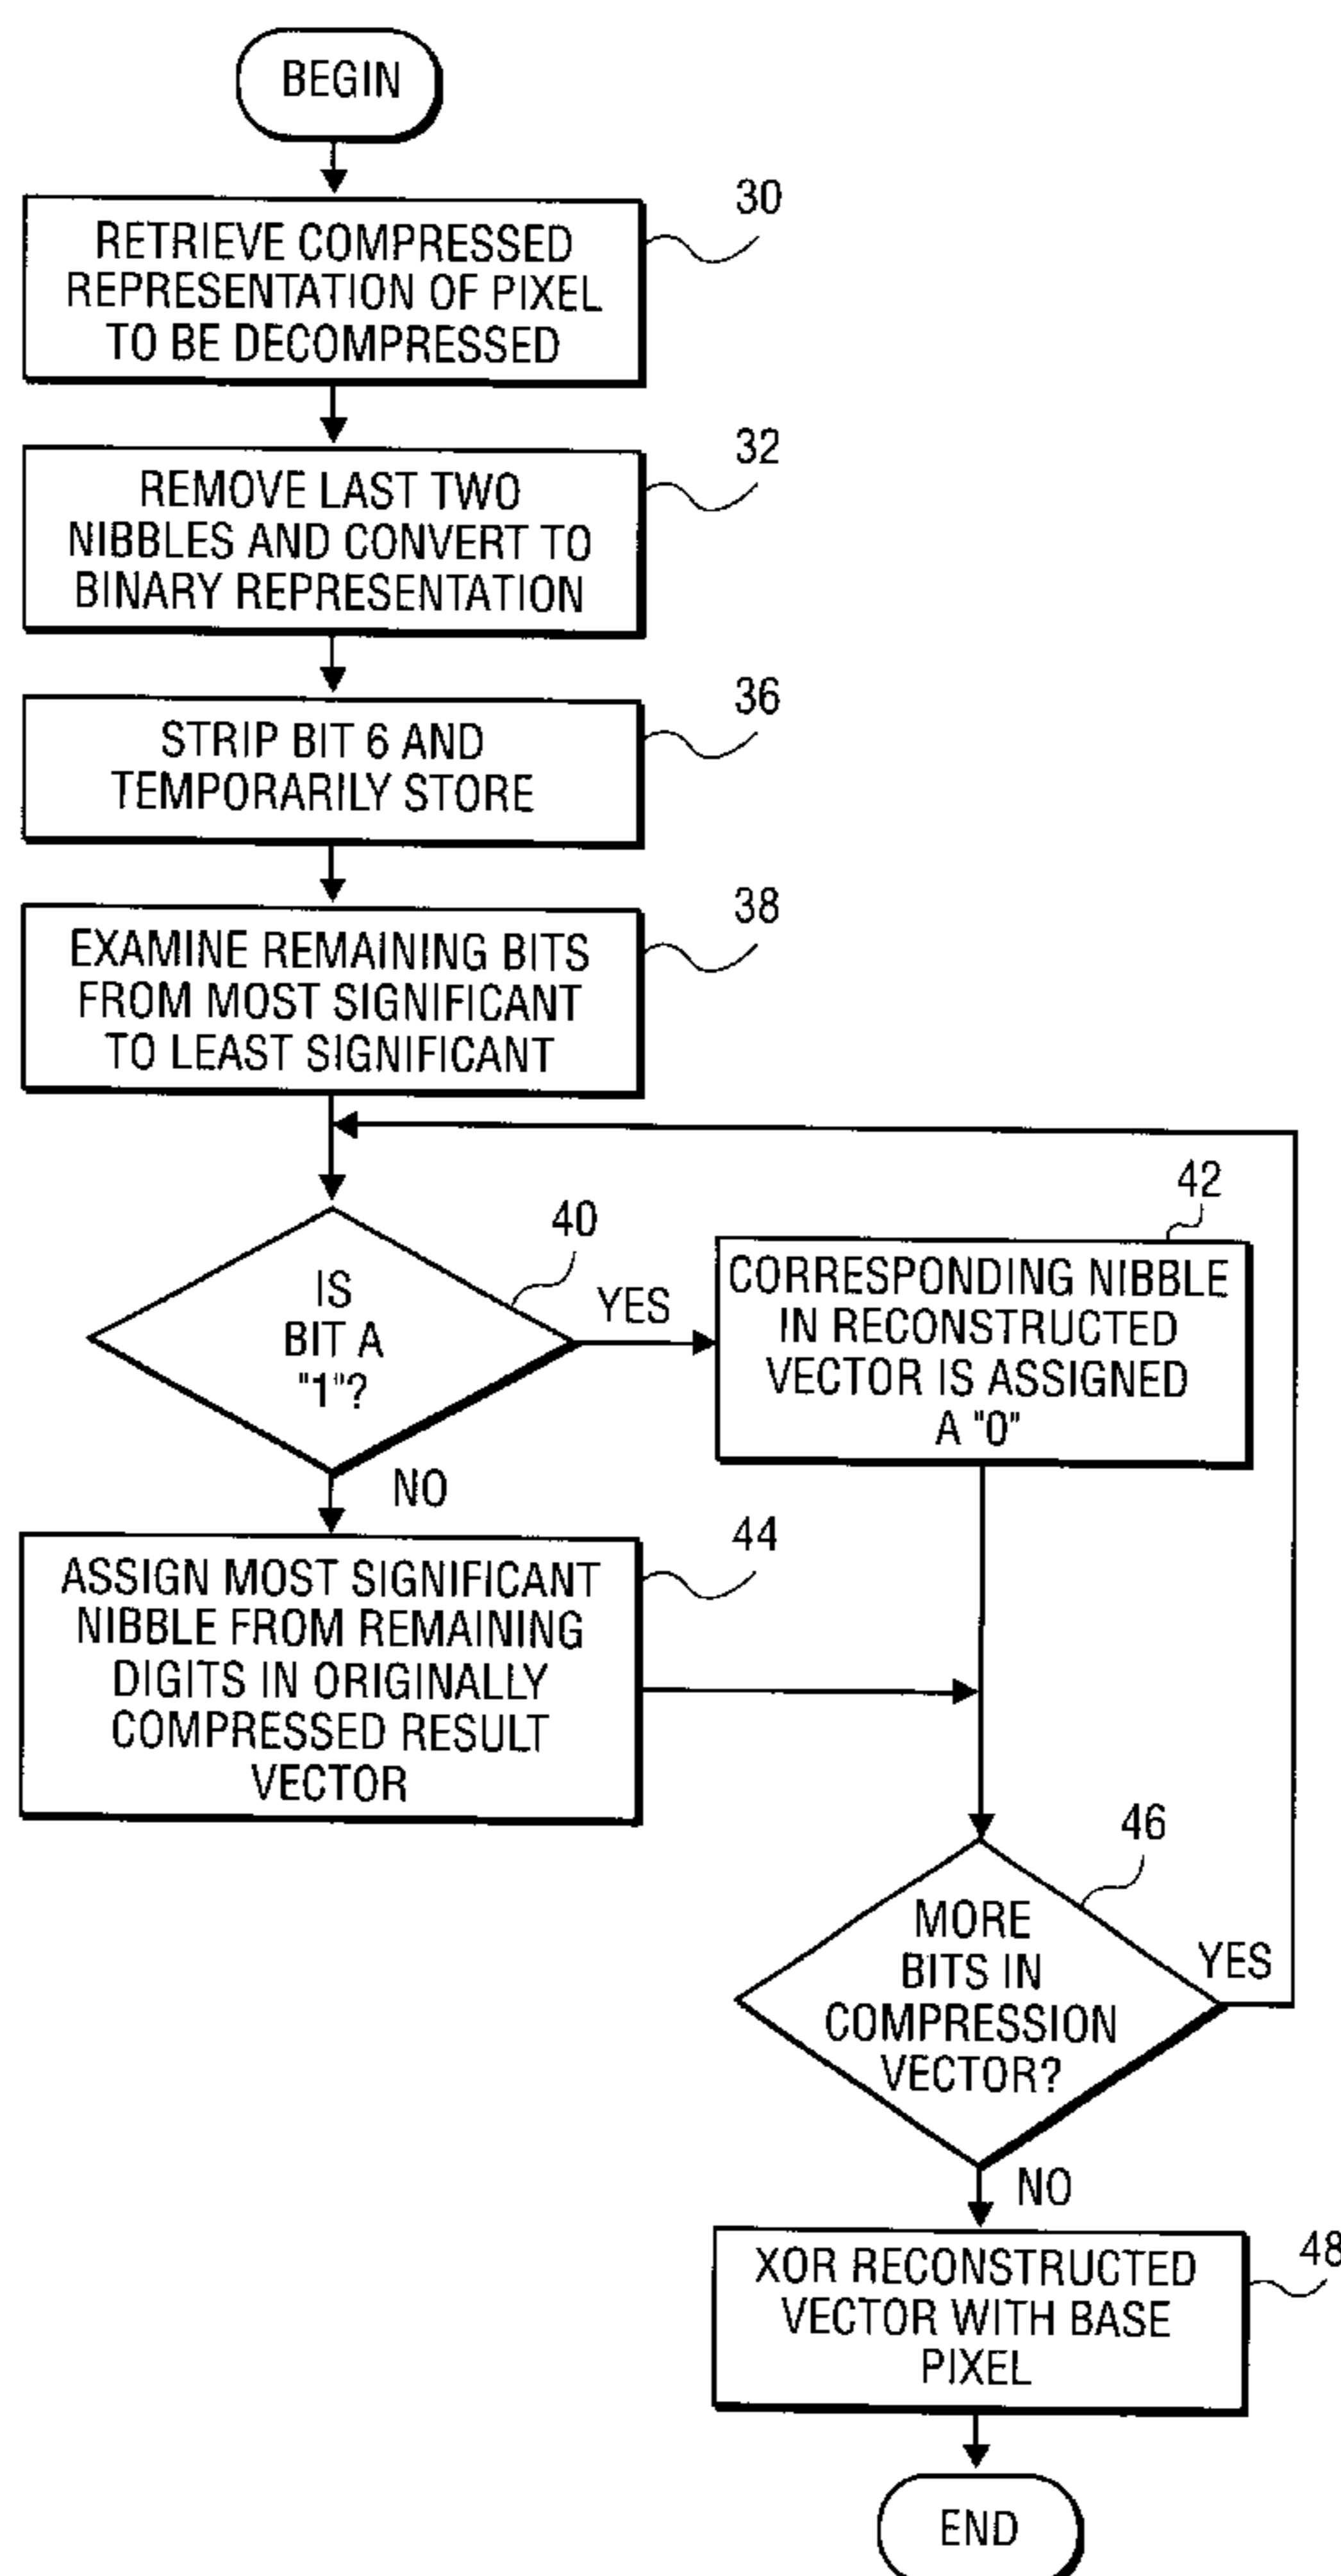 BEGIN
30
RETRIEVE COMPRESSED
REPRESENTATION OF PIXEL
TO BE DECOMPRESSED
32
REMOVE LAST TWO
NIBBLES AND CONVERT TO
BINARY REPRESENTATION
36
STRIP BIT 6 AND
TEMPORARILY STORE
38
EXAMINE REMAINING BITS
FROM MOST SIGNIFICANT
TO LEAST SIGNIFICANT
40
IS
BIT A
"1"?
YES
42
CORRESPONDING NIBBLE
IN RECONSTRUCTED
VECTOR IS ASSIGNED
A "0"
NO
44
ASSIGN MOST SIGNIFICANT
NIBBLE FROM REMAINING
DIGITS IN ORIGINALLY
COMPRESSED RESULT
VECTOR
46
MORE
BITS IN
COMPRESSION
VECTOR?
YES
NO
48
XOR RECONSTRUCTED
VECTOR WITH BASE
PIXEL
END